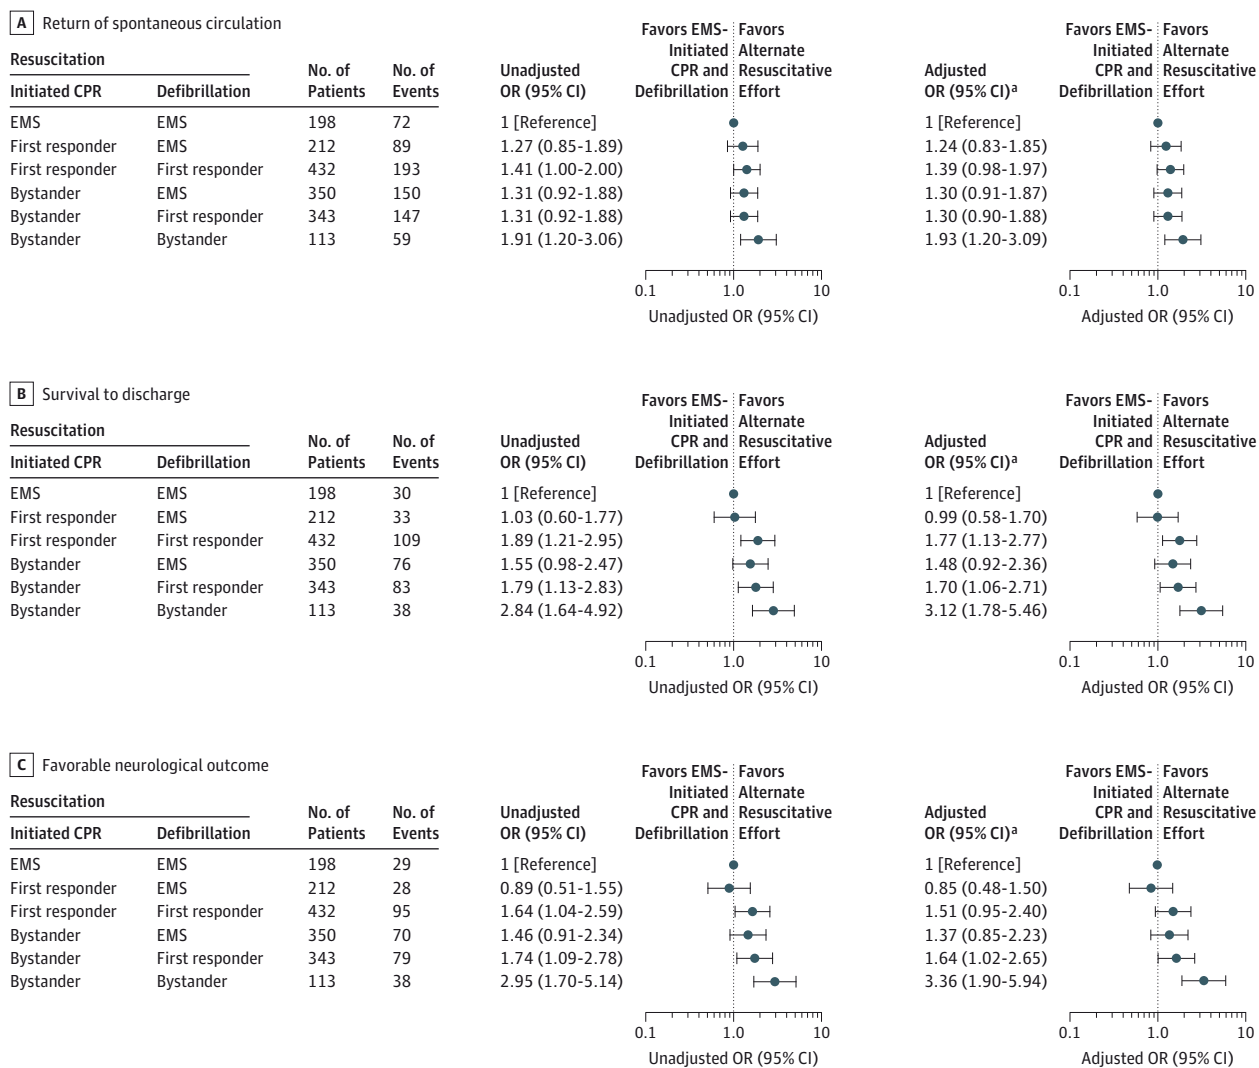 A Return of spontaneous circulation
Favors EMS- Favors Favors EMS- Favors
Resuscitation Initiated Alternate Initiated Alternate
No. of No. of Unadjusted CPR and Resuscitative Adjusted CPR and Resuscitative
Initiated CPR Defibrillation Patients Events OR (95% CI) Defibrillation Effort OR (95% CI)a Defibrillation Effort
EMS EMS 198 72 1 [Reference] 1 [Reference]
First responder EMS 212 89 1.27 (0.85-1.89) 1.24 (0.83-1.85)
First responder First responder 432 193 1.41 (1.00-2.00) 1.39 (0.98-1.97)
Bystander EMS 350 150 1.31 (0.92-1.88) 1.30 (0.91-1.87)
Bystander First responder 343 147 1.31 (0.92-1.88) 1.30 (0.90-1.88)
Bystander Bystander 113 59 1.91 (1.20-3.06) 1.93 (1.20-3.09)
0.1 1.0 10 0.1 1.0 10
Unadjusted OR (95% CI) Adjusted OR (95% CI)
B Survival to discharge
Favors EMS- Favors Favors EMS- Favors
Resuscitation Initiated Alternate Initiated Alternate
No. of No. of Unadjusted CPR and Resuscitative Adjusted CPR and Resuscitative
Initiated CPR Defibrillation Patients Events OR (95% CI) Defibrillation Effort OR (95% CI)a Defibrillation Effort
EMS EMS 198 30 1 [Reference] 1 [Reference]
First responder EMS 212 33 1.03 (0.60-1.77) 0.99 (0.58-1.70)
First responder First responder 432 109 1.89 (1.21-2.95) 1.77 (1.13-2.77)
Bystander EMS 350 76 1.55 (0.98-2.47) 1.48 (0.92-2.36)
Bystander First responder 343 83 1.79 (1.13-2.83) 1.70 (1.06-2.71)
Bystander Bystander 113 38 2.84 (1.64-4.92) 3.12 (1.78-5.46)
0.1 1.0 10 0.1 1.0 10
Unadjusted OR (95% CI) Adjusted OR (95% CI)
C Favorable neurological outcome
Favors EMS- Favors Favors EMS- Favors
Resuscitation Initiated Alternate Initiated Alternate
No. of No. of Unadjusted CPR and Resuscitative Adjusted CPR and Resuscitative
Initiated CPR Defibrillation Patients Events OR (95% CI) Defibrillation Effort OR (95% CI)a Defibrillation Effort
EMS EMS 198 29 1 [Reference] 1 [Reference]
First responder EMS 212 28 0.89 (0.51-1.55) 0.85 (0.48-1.50)
First responder First responder 432 95 1.64 (1.04-2.59) 1.51 (0.95-2.40)
Bystander EMS 350 70 1.46 (0.91-2.34) 1.37 (0.85-2.23)
Bystander First responder 343 79 1.74 (1.09-2.78) 1.64 (1.02-2.65)
Bystander Bystander 113 38 2.95 (1.70-5.14) 3.36 (1.90-5.94)
0.1 1.0 10 0.1 1.0 10
Unadjusted OR (95% CI) Adjusted OR (95% CI)